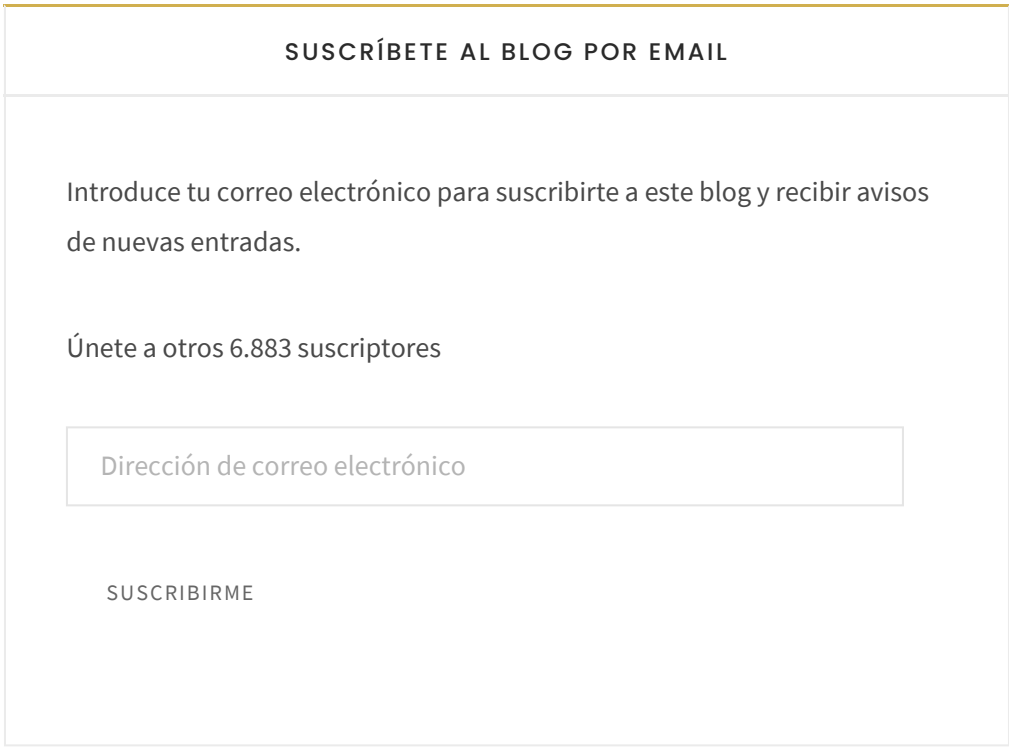 SUSCRÍBETE AL BLOG POR EMAIL
Introduce tu correo electrónico para suscribirte a este blog y recibir avisos
de nuevas entradas.
Únete a otros 6.883 suscriptores
Dirección de correo electrónico
SUSCRIBIRME